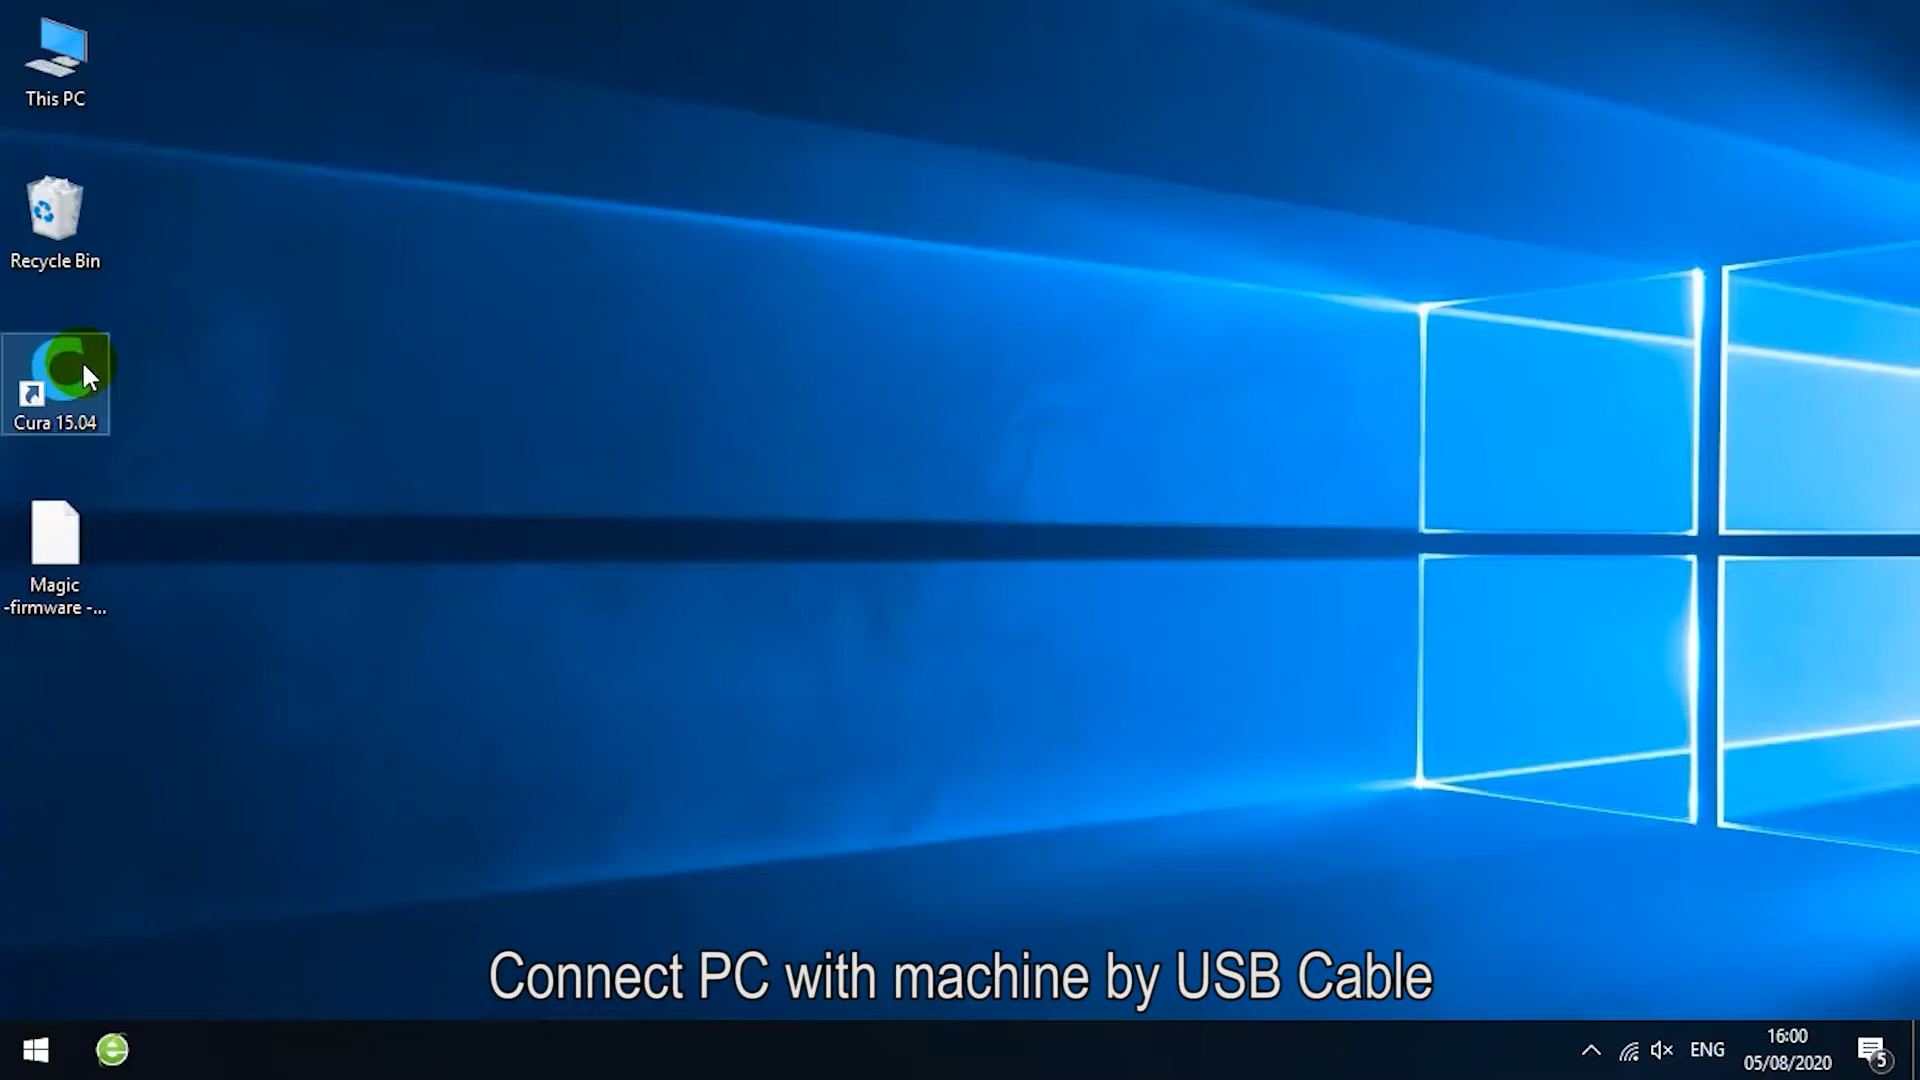 This PC
Recycle Bin
Cura 15.04
Magic
-firmware -...
Connect PC with machine by USB Cable
ENG
16:00
05/08/2020
5